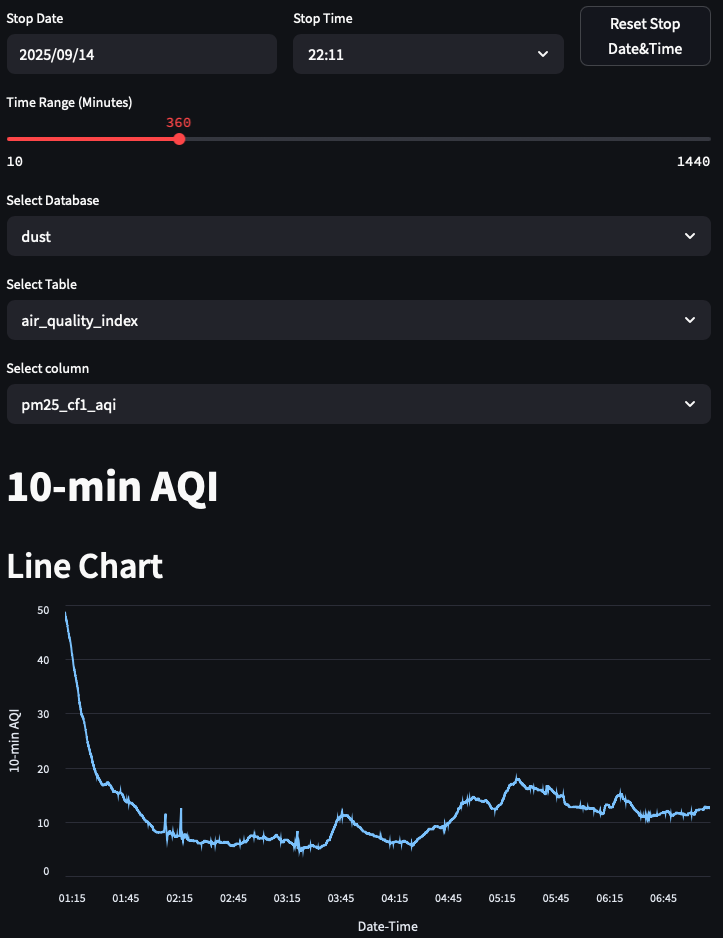 Stop Date
Stop Time
Reset Stop
Date&Time
2025/09/14
22:11
Time Range (Minutes)
360
10
1440
Select Database
dust
Select Table
air_quality_index
Select column
pm25_cf1_aqi
10-min AQI
Line Chart
50
40
30
20
10
0
10-min AQI
01:15
01:45
02:15
02:45
03:15
03:45
04:15
04:45
05:15
05:45
06:15
06:45
Date-Time